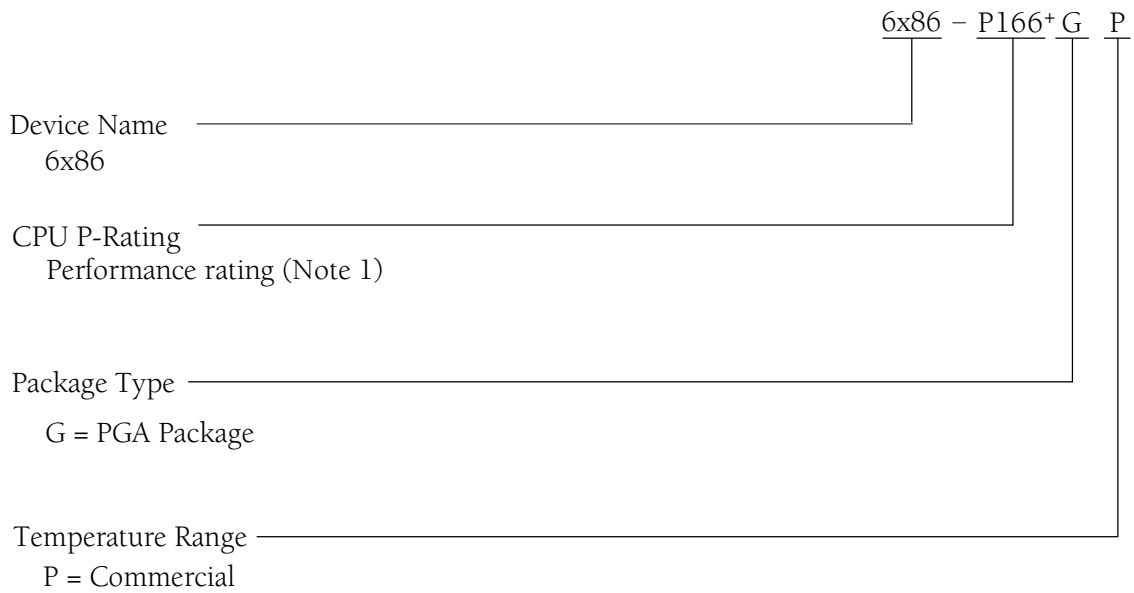 6x86 – P166+ G P
Device Name
6x86
CPU P-Rating
Performance rating (Note 1)
Package Type
G = PGA Package
Temperature Range
P = Commercial